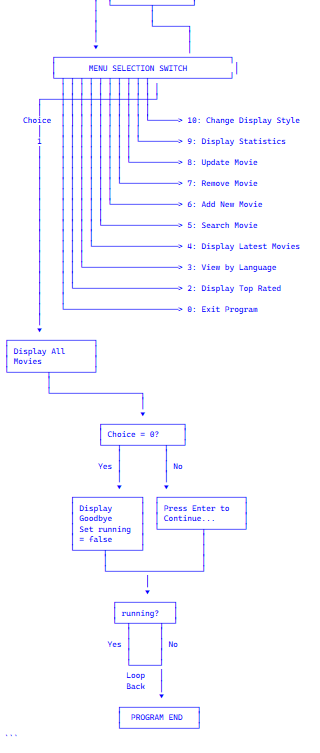 MENU SELECTION SWITCH
Choice
1
> 10: Change Display Style
> 9: Display Statistics
> 8: Update Movie
> 7: Remove Movie
> 6: Add New Movie
> 5: Search Movie
> 4: Display Latest Movies
> 3: View by Language
> 2: Display Top Rated
> 0: Exit Program
Display All
Movies
Choice = 0?
Yes
No
Display
Goodbye
Set running
= false
Press Enter to
Continue...
running?
Yes
No
Loop
Back
PROGRAM END
```